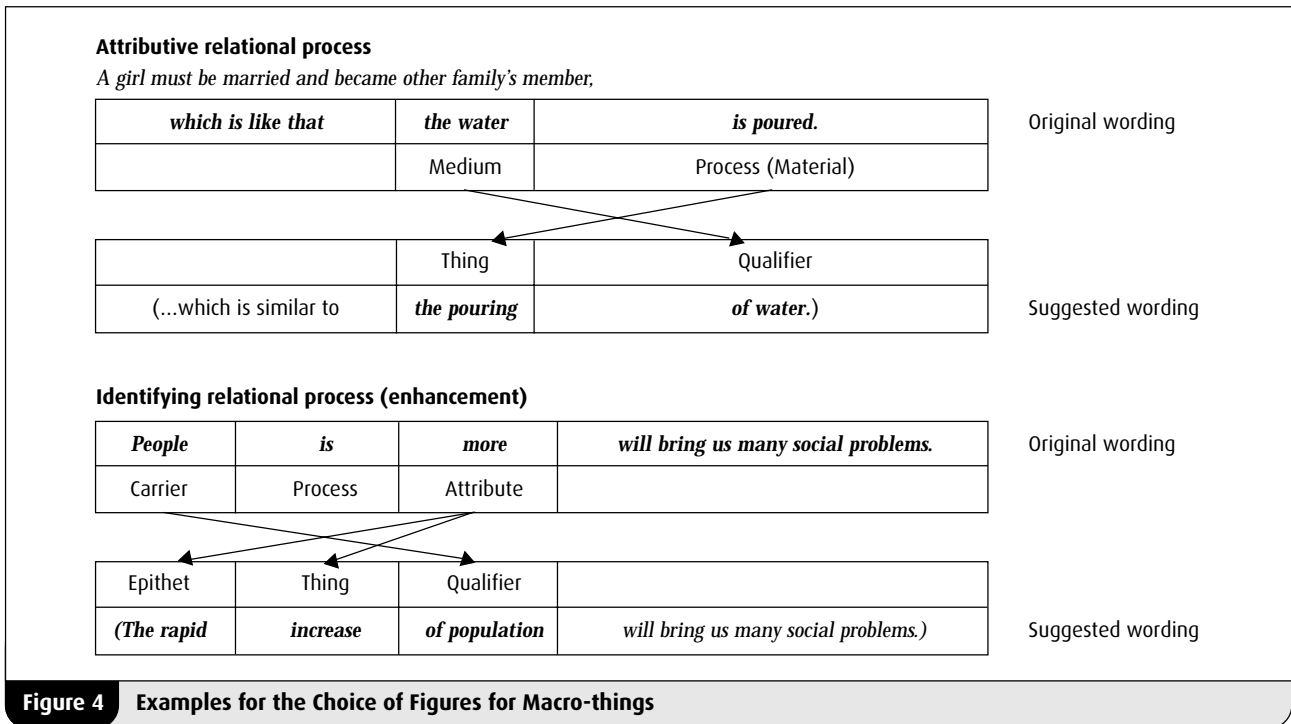 Attributive relational process
A girl must be married and became other family's member,
which is like that the water is poured. Original wording
Medium Process (Material)
Thing Qualifier
(...which is similar to the pouring of water.) Suggested wording
Identifying relational process (enhancement)
People is more will bring us many social problems. Original wording
Carrier Process Attribute
Epithet Thing Qualifier
(The rapid increase of population will bring us many social problems.) Suggested wording
Figure 4 Examples for the Choice of Figures for Macro-things